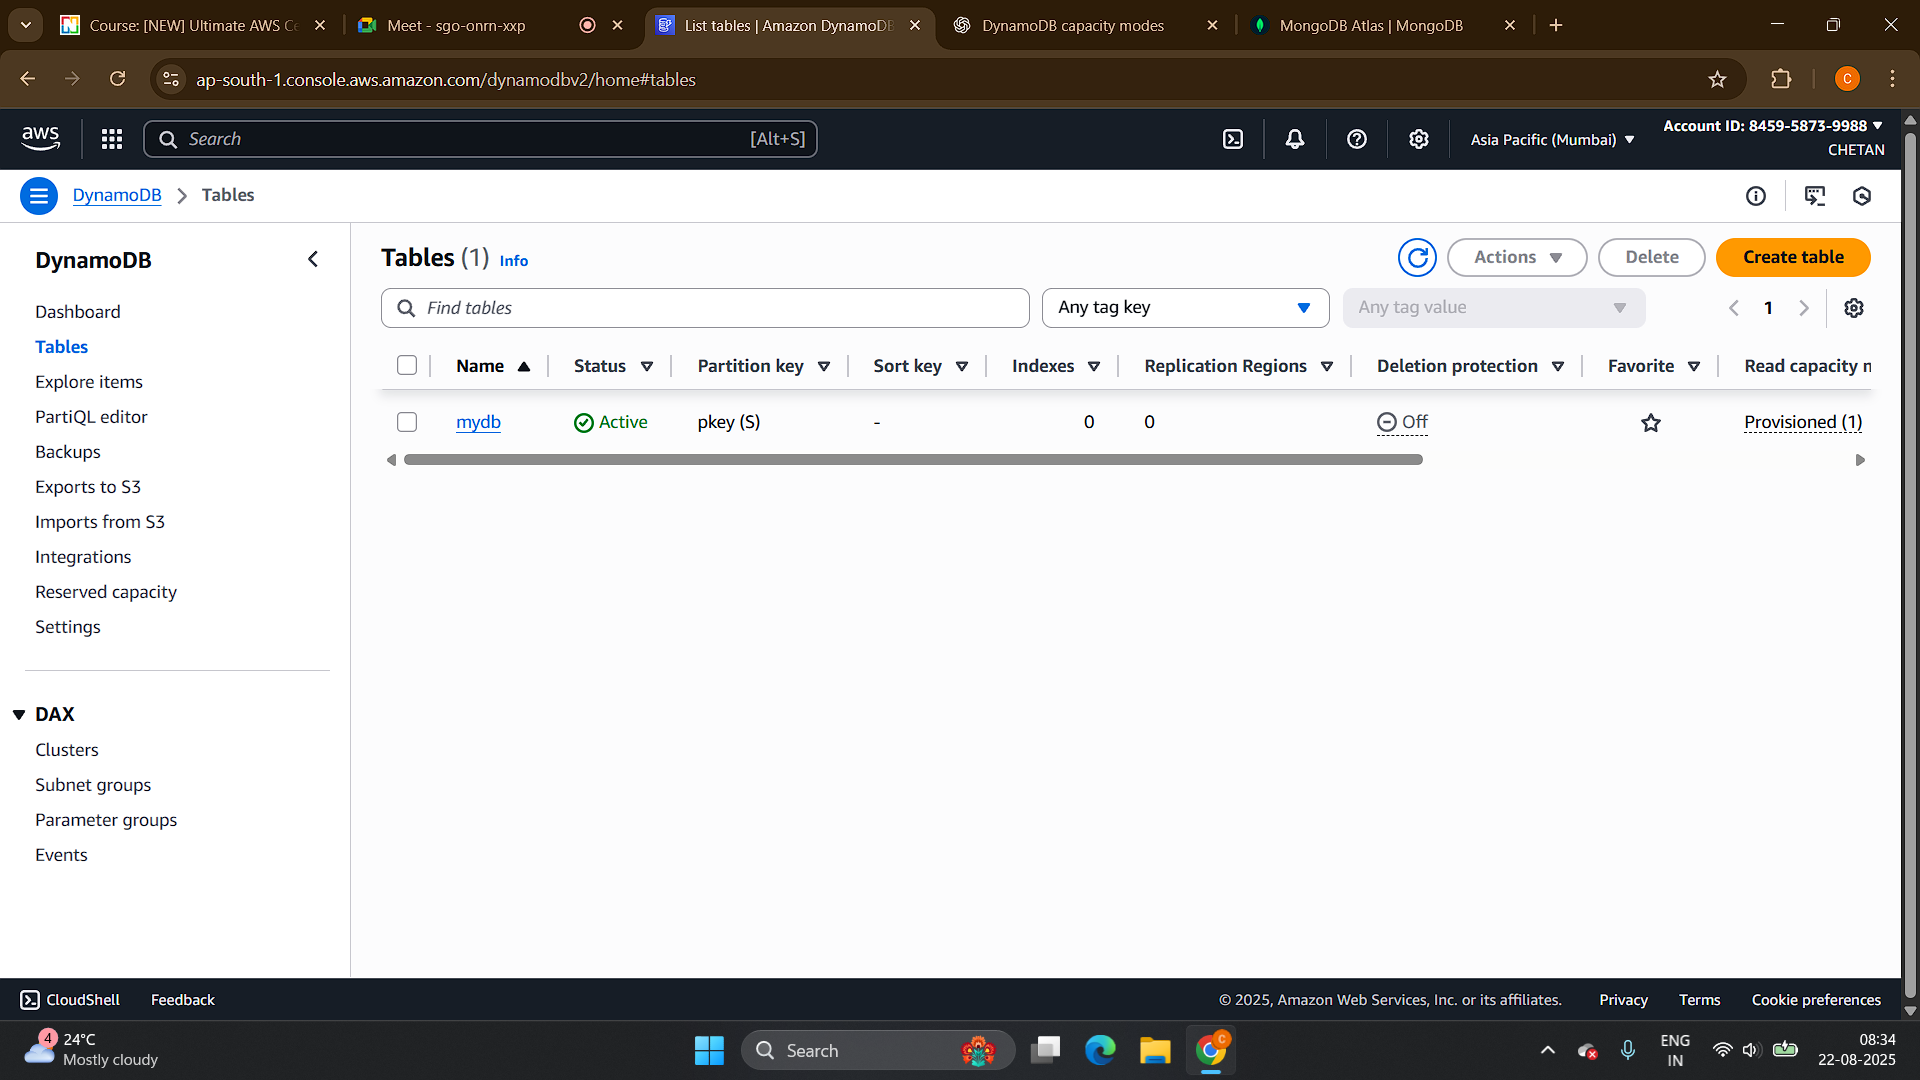 Course: [NEW] Ultimate AWS Ce
Meet - sgo-onrn-xxp
List tables | Amazon DynamoDB
DynamoDB capacity modes
MongoDB Atlas | MongoDB
ap-south-1.console.aws.amazon.com/dynamodbv2/home#tables
C
aws
Search
[Alt+S]
Asia Pacific (Mumbai)
Account ID: 8459-5873-9988
CHETAN
DynamoDB
Tables
DynamoDB
Dashboard
Tables
Explore items
PartiQL editor
Backups
Exports to S3
Imports from S3
Integrations
Reserved capacity
Settings
DAX
Clusters
Subnet groups
Parameter groups
Events
Tables (1) Info
Actions
Delete
Create table
Find tables
Any tag key
Any tag value
1
Name Status Partition key Sort key Indexes Replication Regions Deletion protection Favorite Read capacity m
mydb Active pkey (S) - 0 0 Off Provisioned (1)
CloudShell
Feedback
© 2025, Amazon Web Services, Inc. or its affiliates.
Privacy
Terms
Cookie preferences
4
24°C
Mostly cloudy
Search
C
ENG
IN
08:34
22-08-2025